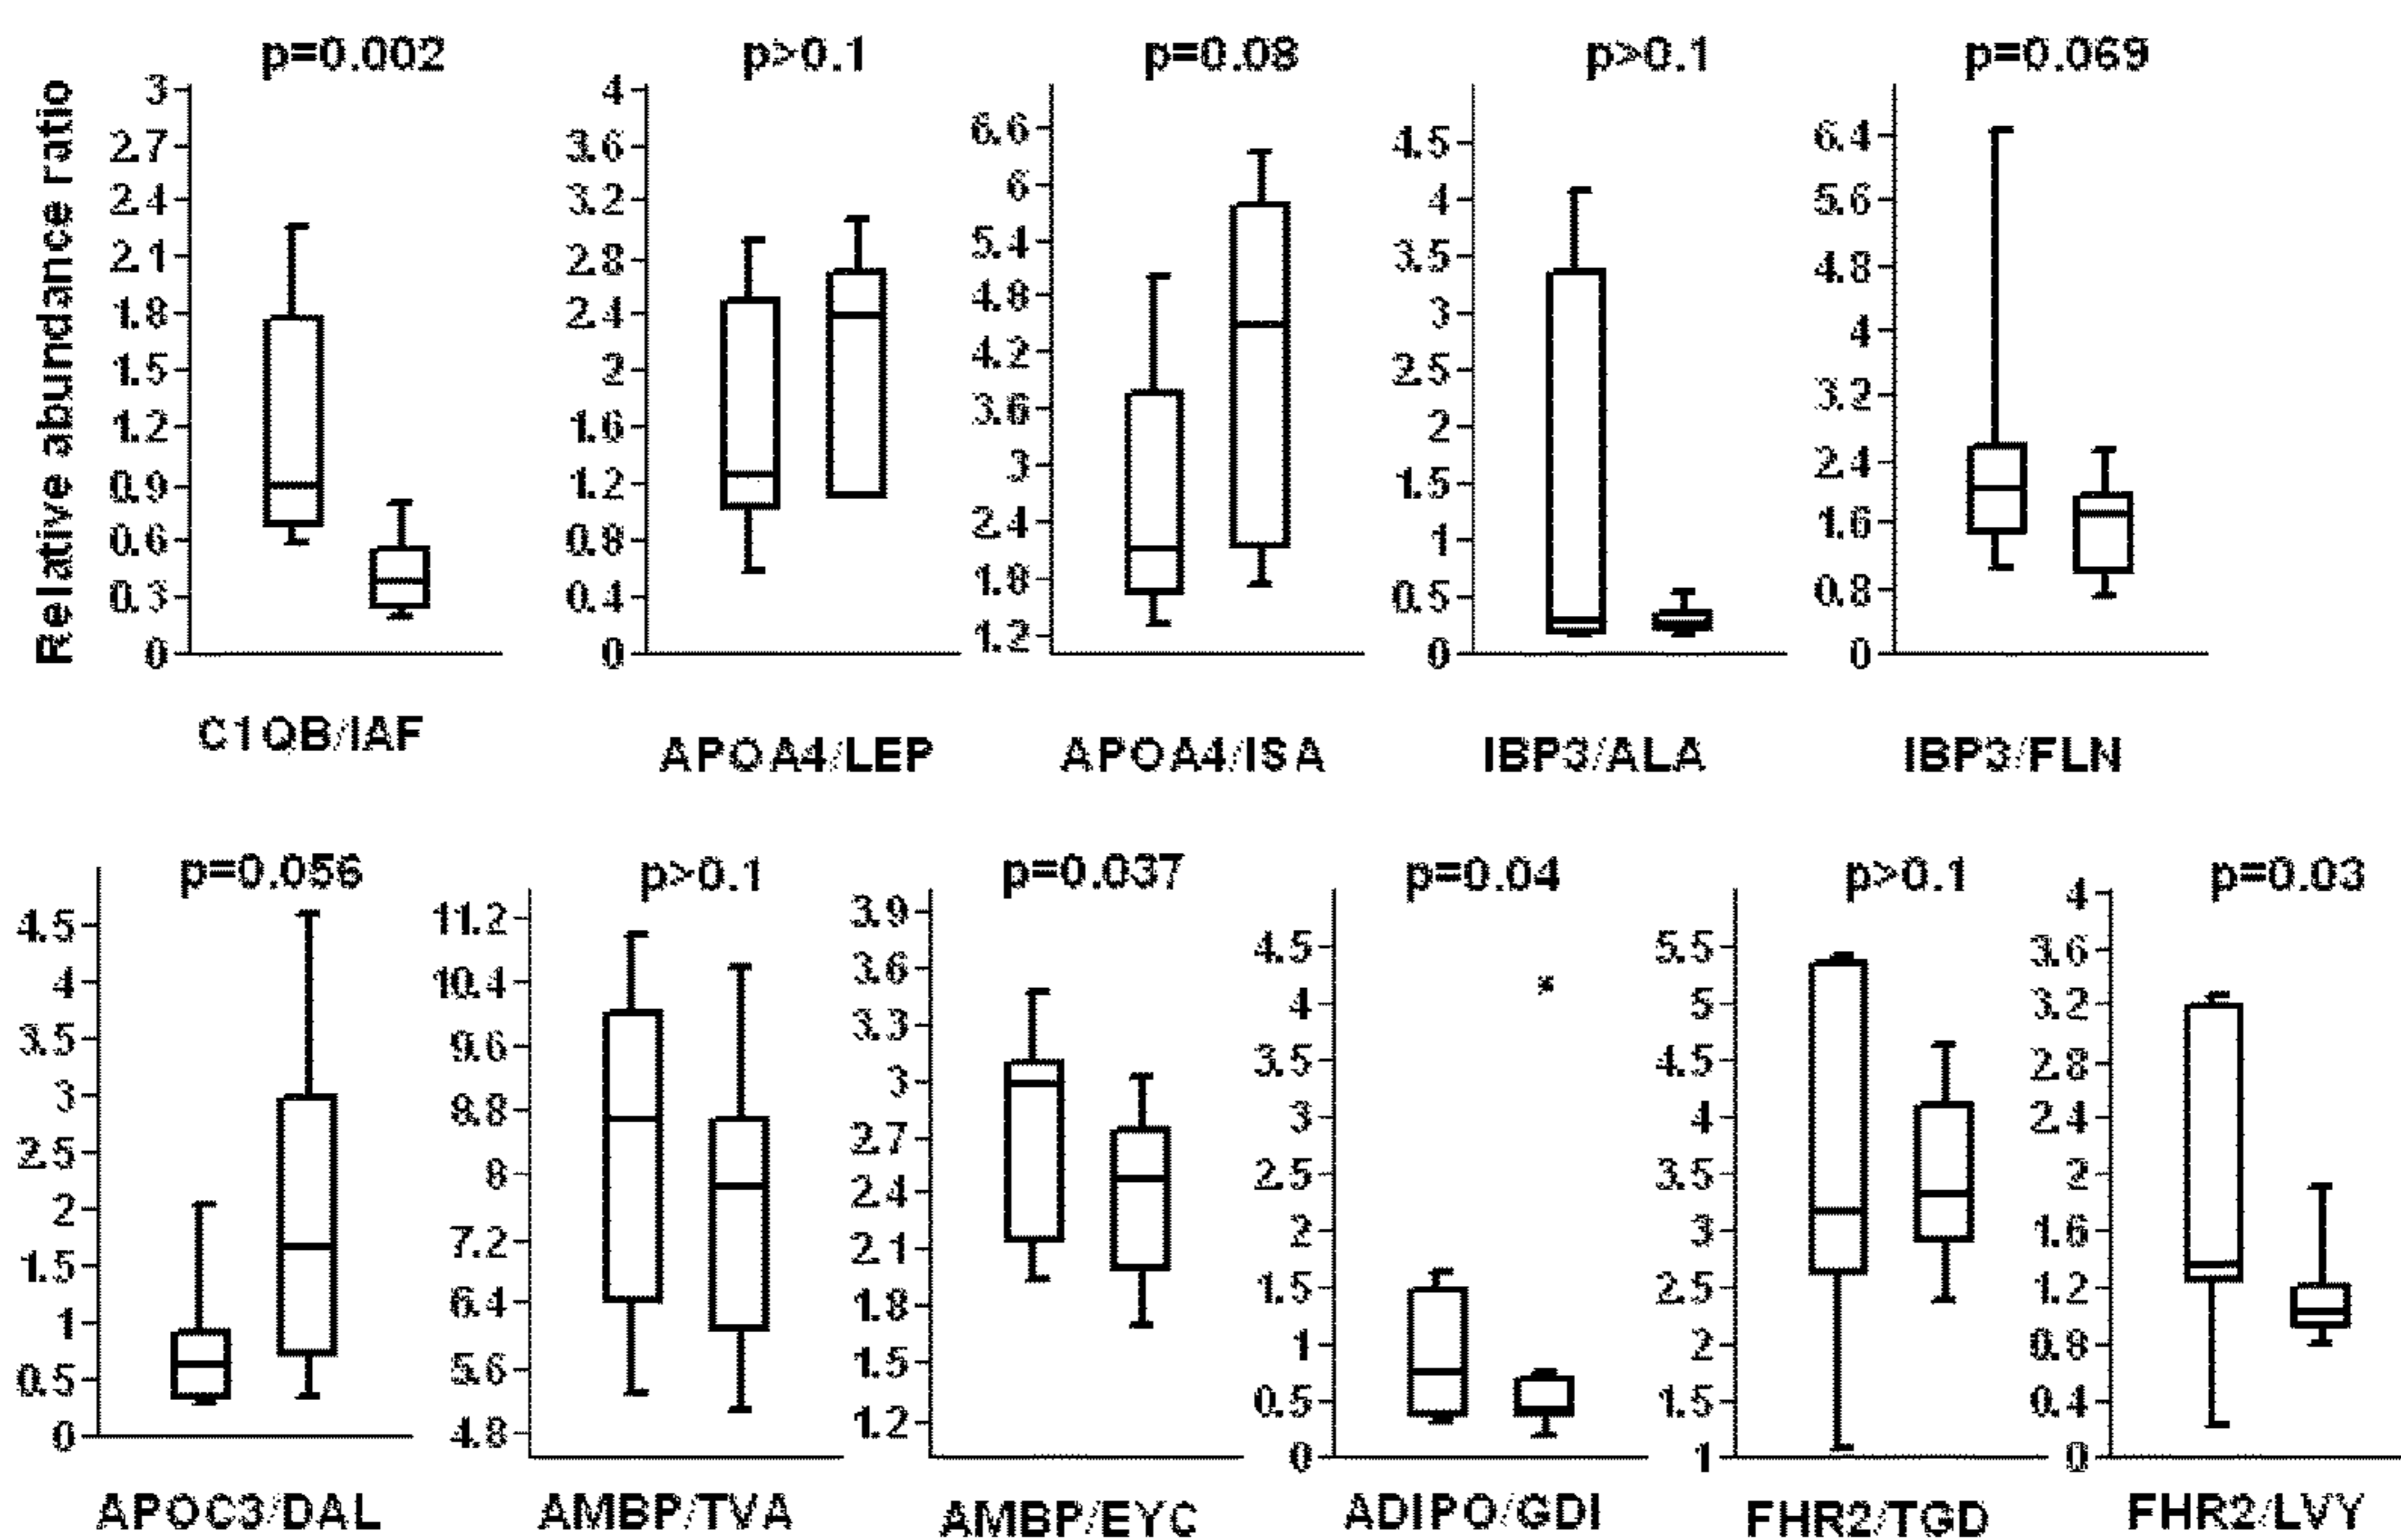 p=0.002 p>0.1 p=0.08 p>0.1 p=0.069
Relative abundance ratio
3 2.7 2.4 2.1 1.8 1.5 1.2 0.9 0.6 0.3 0
4 3.6 3.2 2.8 2.4 2 1.6 1.2 0.8 0.4 0
6.6 6 5.4 4.8 4.2 3.6 3 2.4 1.8 1.2
4.5 4 3.5 3 2.5 2 1.5 1 0.5 0
6.4 5.6 4.8 4 3.2 2.4 1.6 0.8 0
C1QB/IAF APOA4/LEP APOA4/ISA IBP3/ALA IBP3/FLN
p=0.056 p>0.1 p=0.037 p=0.04 p>0.1 p=0.03
4.5 4 3.5 3 2.5 2 1.5 1 0.5 0
11.2 10.4 9.6 8 7.2 6.4 5.6 4.8
3.9 3.6 3.3 3 2.7 2.4 2.1 1.8 1.5 1.2
4.5 4 3.5 3 2.5 2 1.5 1 0.5 0
5.5 5 4.5 4 3.5 3 2.5 2 1.5 1
4 3.6 3.2 2.8 2.4 2 1.6 1.2 0.8 0.4 0
APOC3/DAL AMBP/TVA AMBP/EYC ADIPO/GDI FHR2/TGD FHR2/LVY